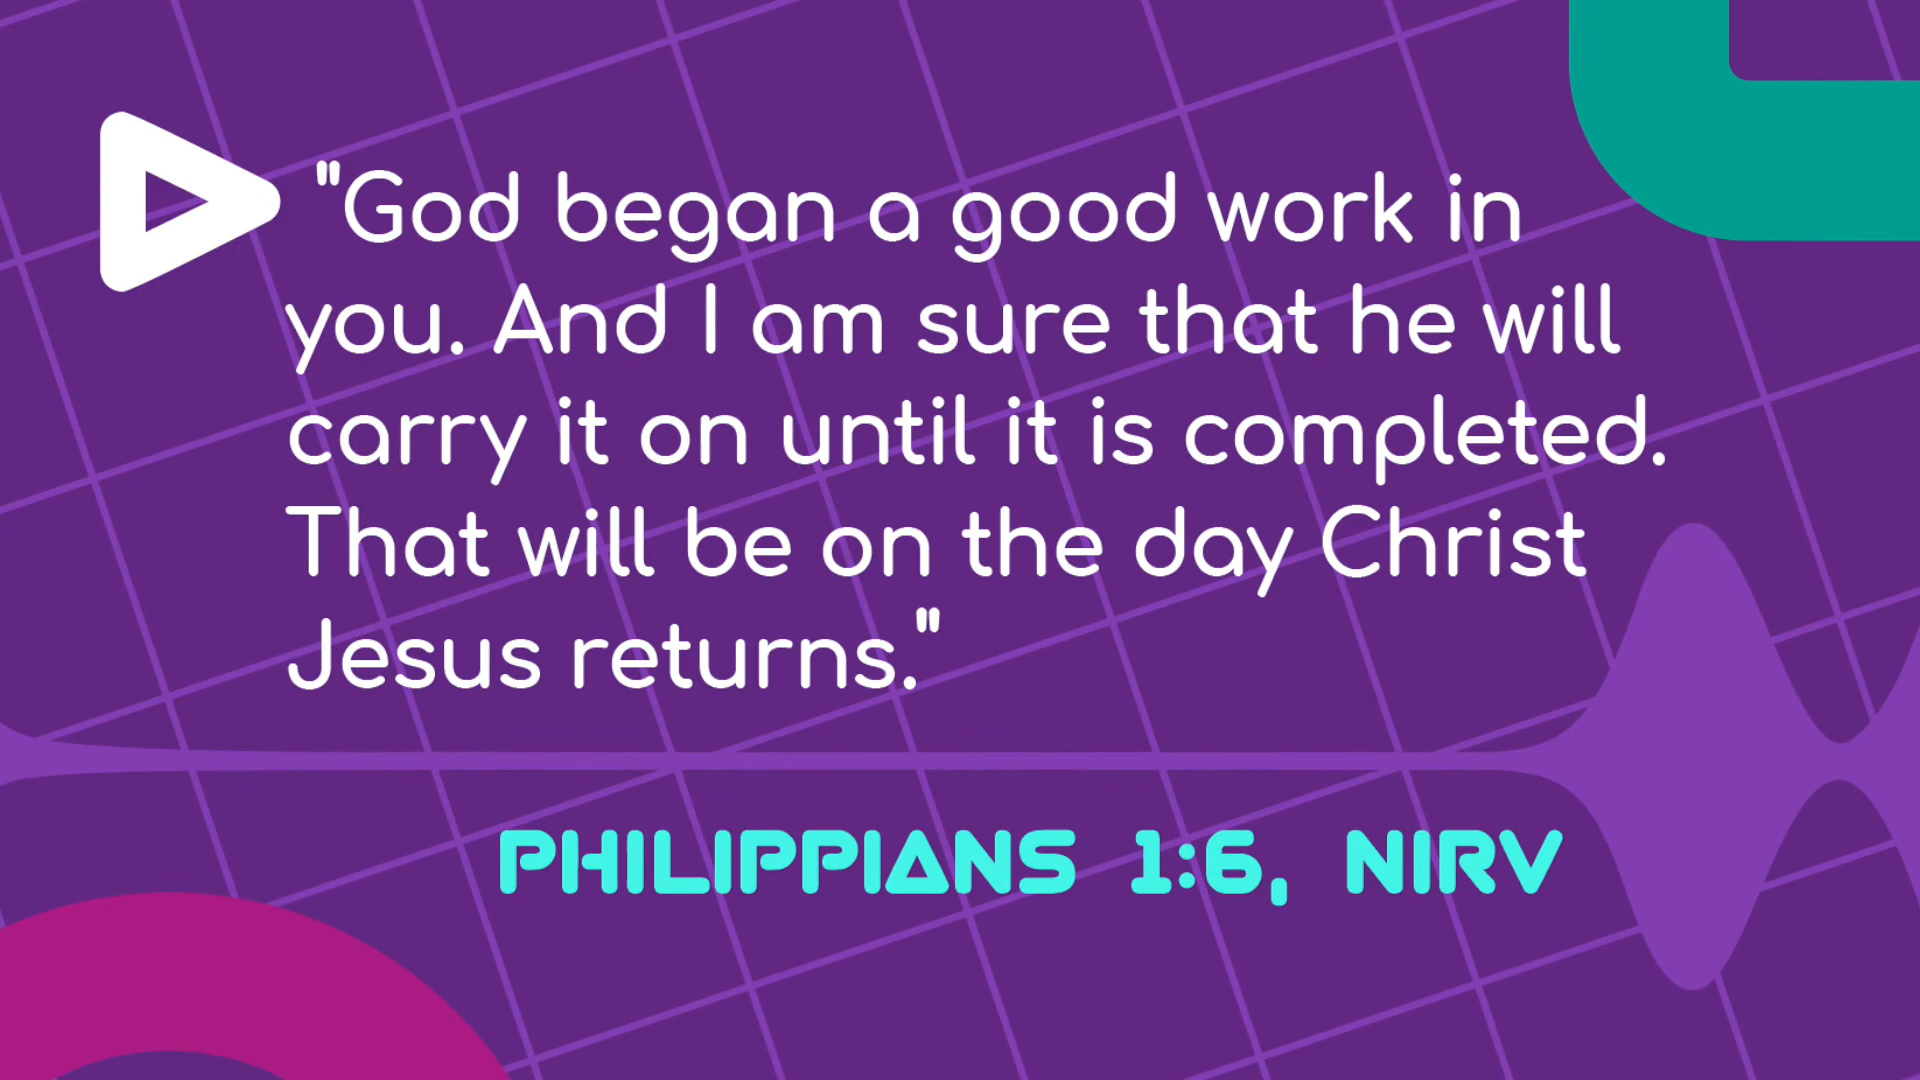 "God began a good work in
you. And I am sure that he will
carry it on until it is completed.
That will be on the day Christ
Jesus returns."
PHILIPPIANS 1:6, NIRV